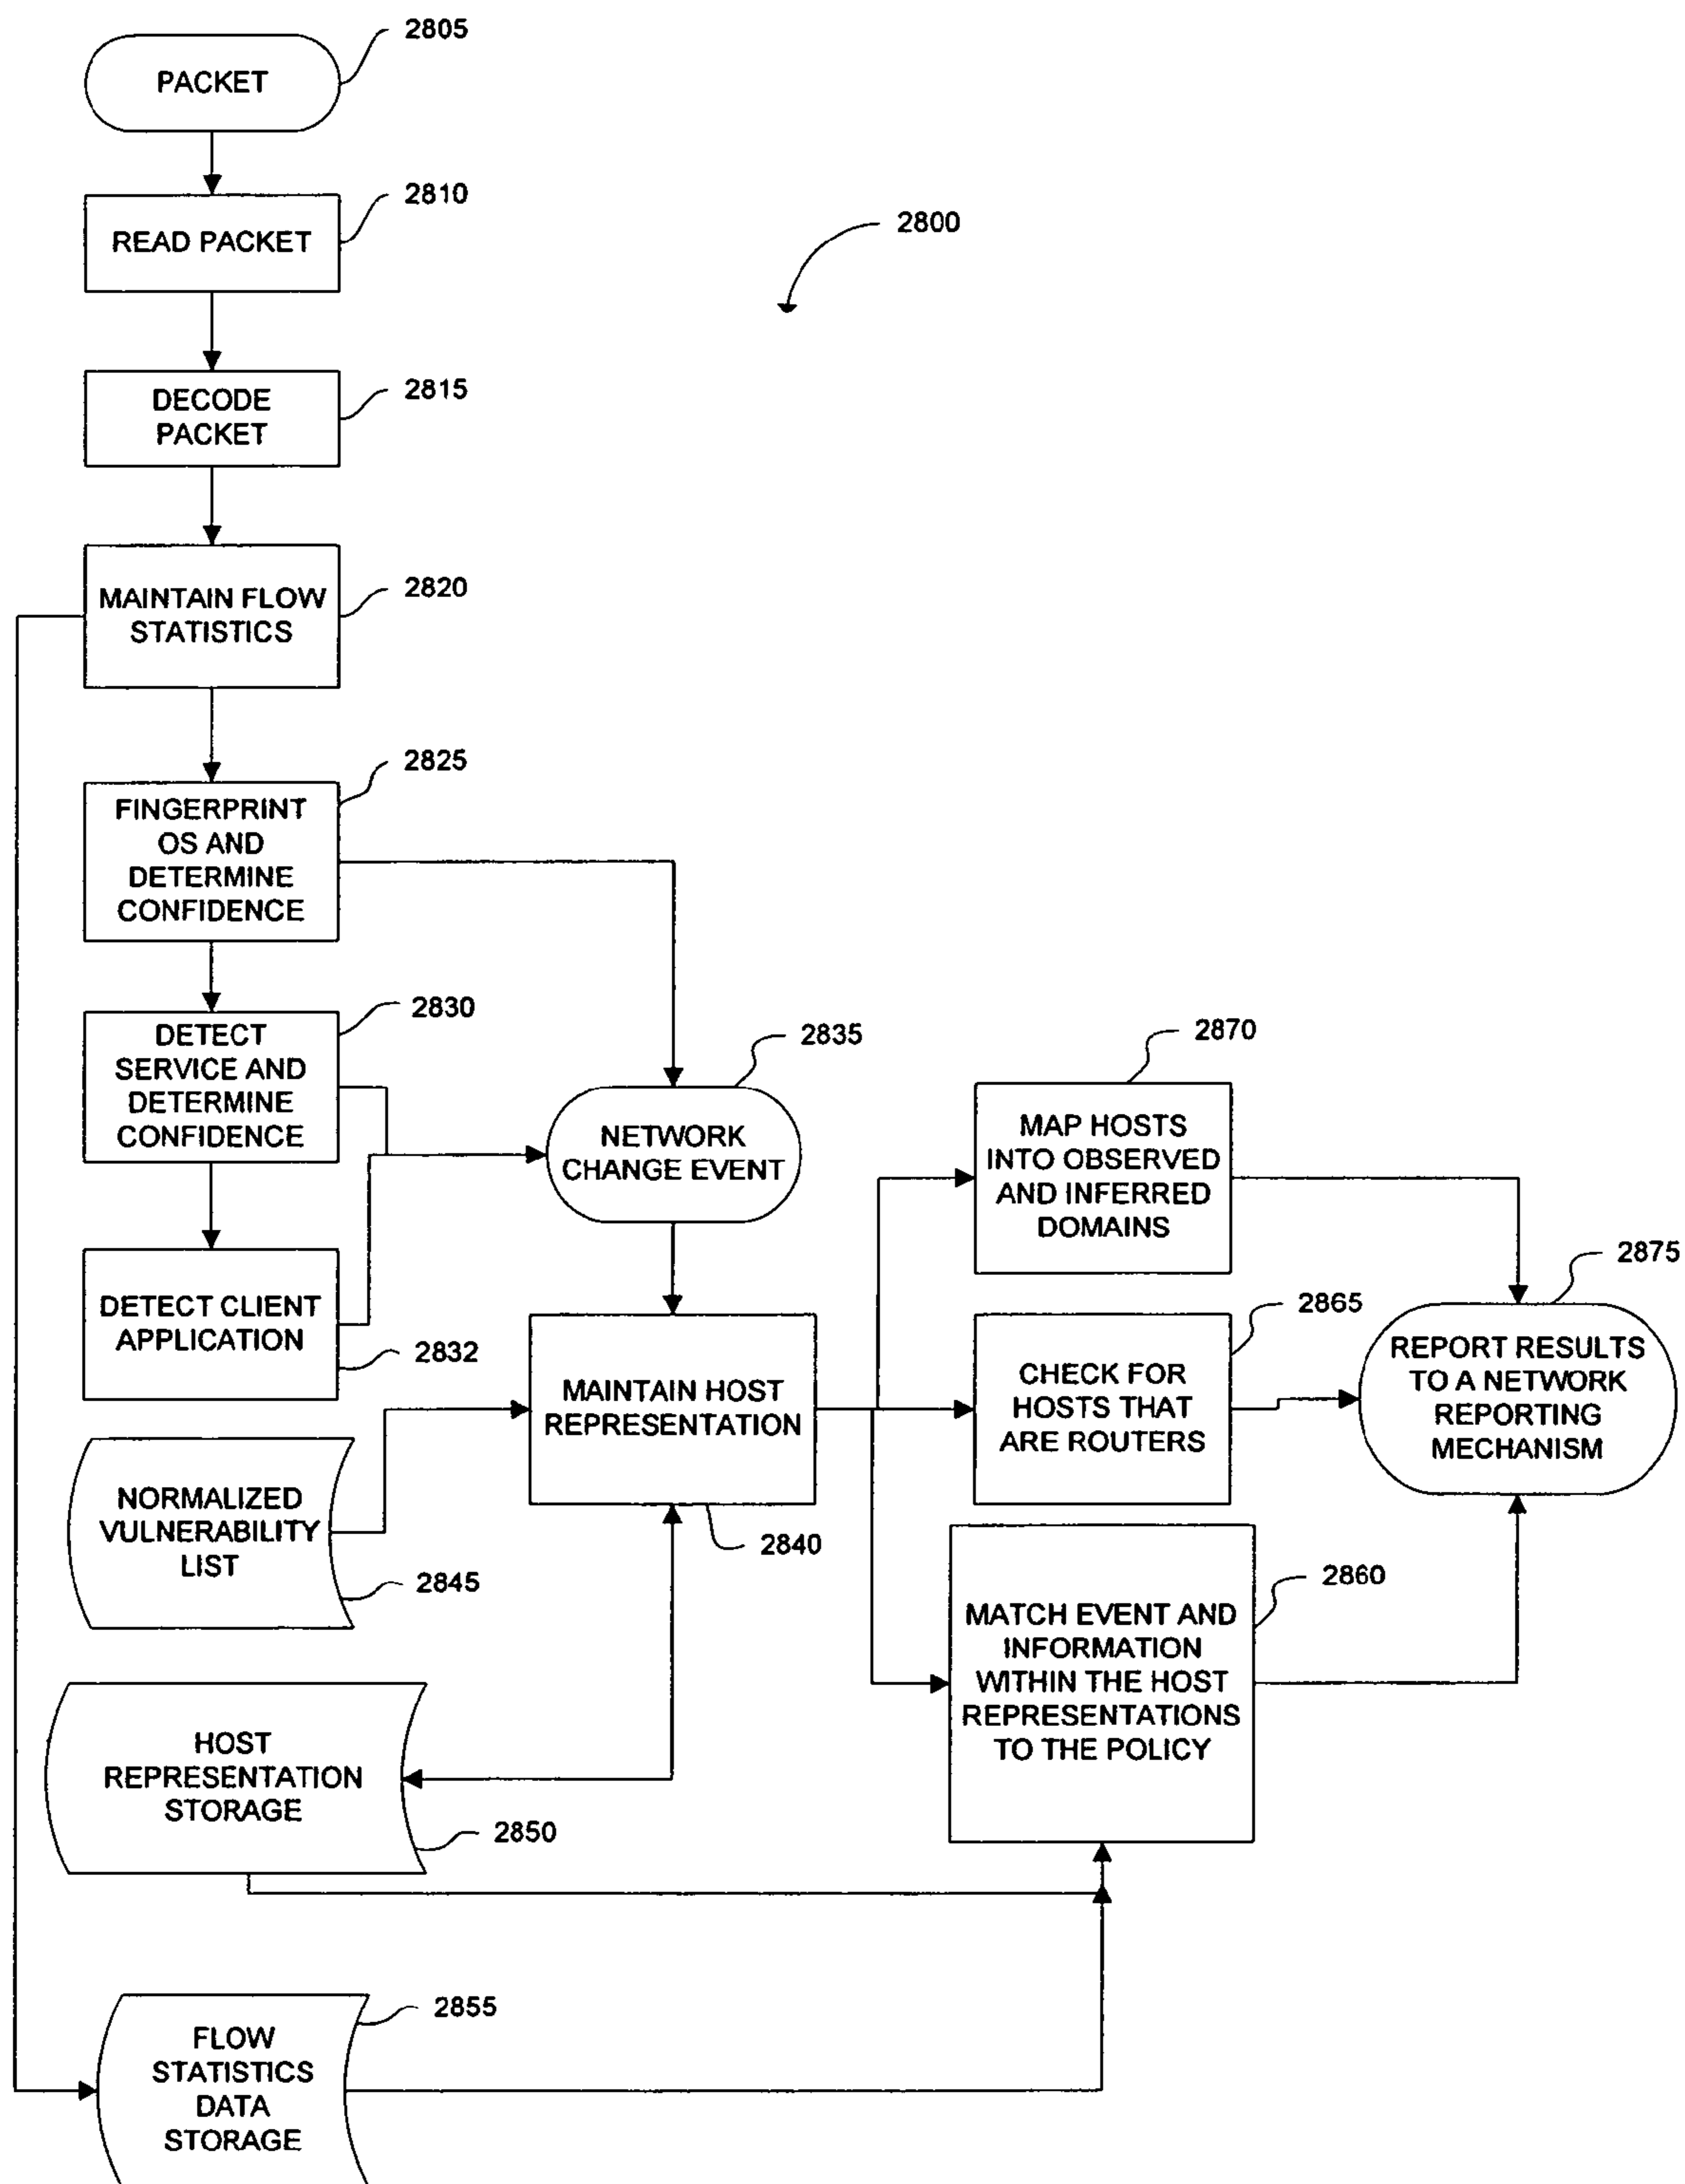 2805
PACKET
2810
READ PACKET
2800
2815
DECODE
PACKET
2820
MAINTAIN FLOW
STATISTICS
2825
FINGERPRINT
OS AND
DETERMINE
CONFIDENCE
2830
DETECT
SERVICE AND
DETERMINE
CONFIDENCE
2835
NETWORK
CHANGE EVENT
2870
MAP HOSTS
INTO OBSERVED
AND INFERRED
DOMAINS
2875
REPORT RESULTS
TO A NETWORK
REPORTING
MECHANISM
DETECT CLIENT
APPLICATION
2832
MAINTAIN HOST
REPRESENTATION
2840
2865
CHECK FOR
HOSTS THAT
ARE ROUTERS
NORMALIZED
VULNERABILITY
LIST
2845
2860
MATCH EVENT AND
INFORMATION
WITHIN THE HOST
REPRESENTATIONS
TO THE POLICY
HOST
REPRESENTATION
STORAGE
2850
2855
FLOW
STATISTICS
DATA
STORAGE